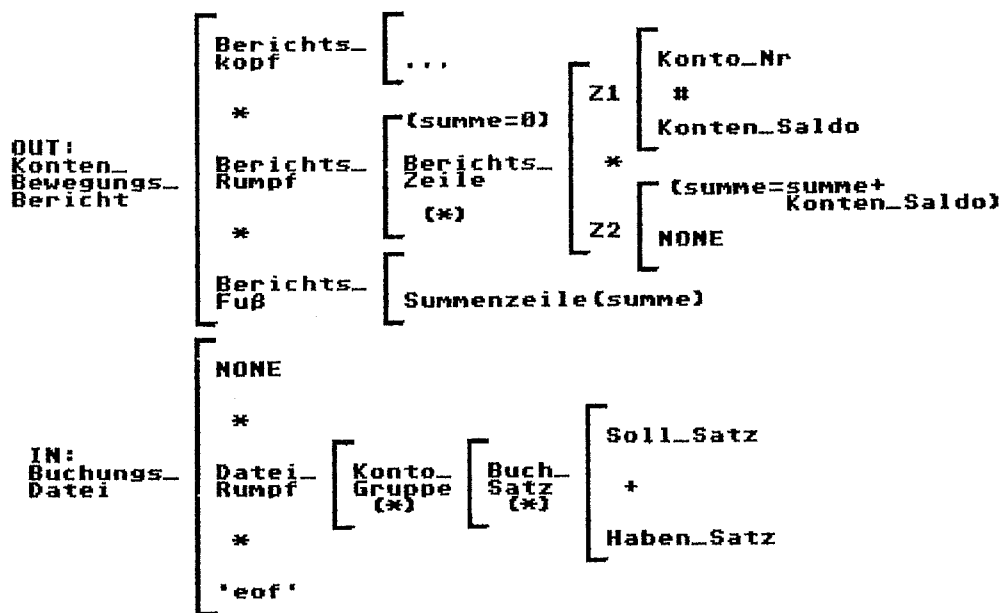 OUT:
Konten_
Bewegungs_
Bericht
Berichts_
kopf
...
*
Berichts_
Rumpf
(summe=0)
Berichts_
Zeile
(*)
Z1
Konto_Nr
#
Konten_Saldo
*
Z2
(summe=summe+
Konten_Saldo)
NONE
*
Berichts_
Fuß
Summenzeile(summe)
IN:
Buchungs_
Datei
NONE
*
Datei_
Rumpf
Konto_
Gruppe
(*)
Buch_
Satz
(*)
Soll_Satz
+
Haben_Satz
*
'eof'